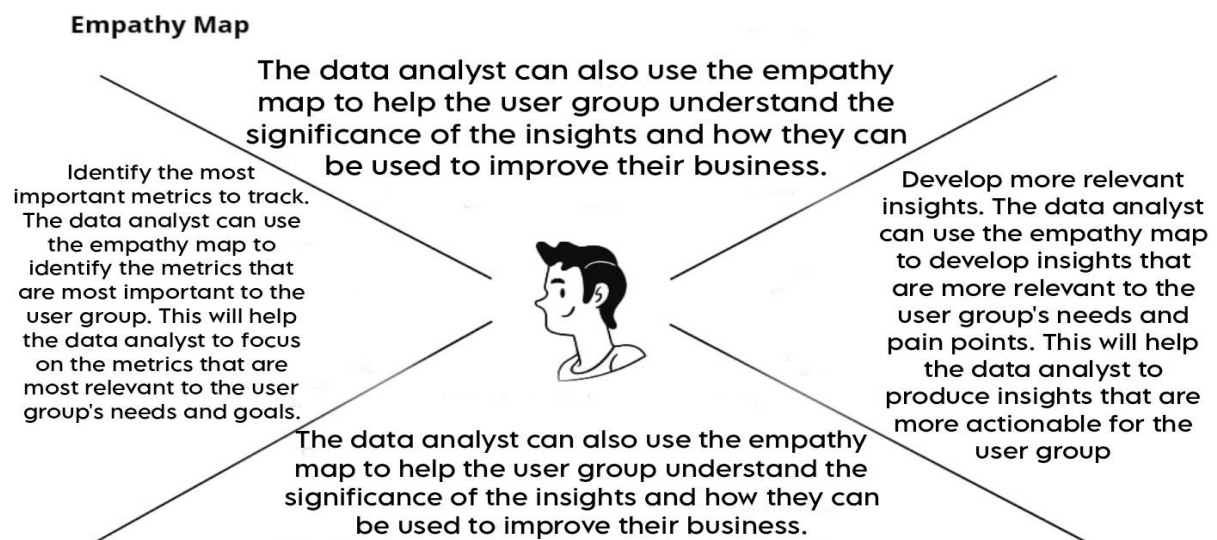 Empathy Map
The data analyst can also use the empathy
map to help the user group understand the
significance of the insights and how they can
be used to improve their business.
Identify the most
important metrics to track.
The data analyst can use
the empathy map to
identify the metrics that
are most important to the
user group. This will help
the data analyst to focus
on the metrics that are
most relevant to the user
group's needs and goals.
Develop more relevant
insights. The data analyst
can use the empathy map
to develop insights that
are more relevant to the
user group's needs and
pain points. This will help
the data analyst to
produce insights that are
more actionable for the
user group
The data analyst can also use the empathy
map to help the user group understand the
significance of the insights and how they can
be used to improve their business.